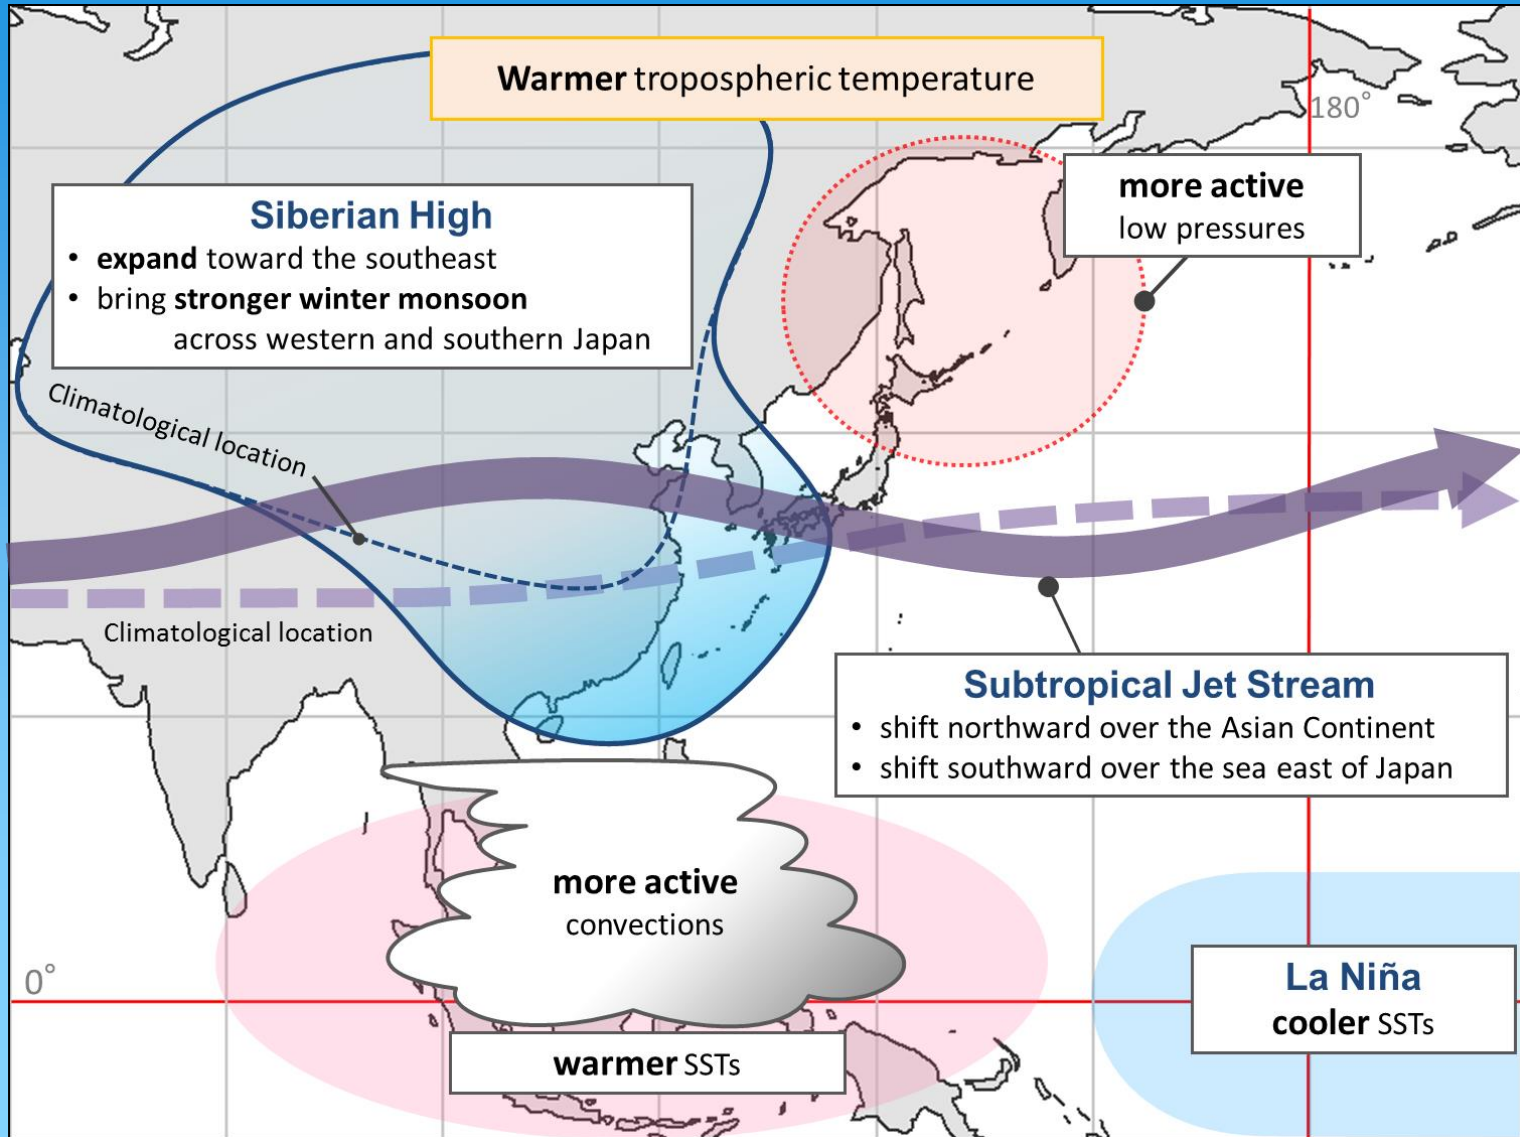 Warmer tropospheric temperature
180°
more active
low pressures
Siberian High
• expand toward the southeast
• bring stronger winter monsoon
across western and southern Japan
Climatological location
Climatological location
Subtropical Jet Stream
• shift northward over the Asian Continent
• shift southward over the sea east of Japan
more active
convections
0°
La Niña
cooler SSTs
warmer SSTs